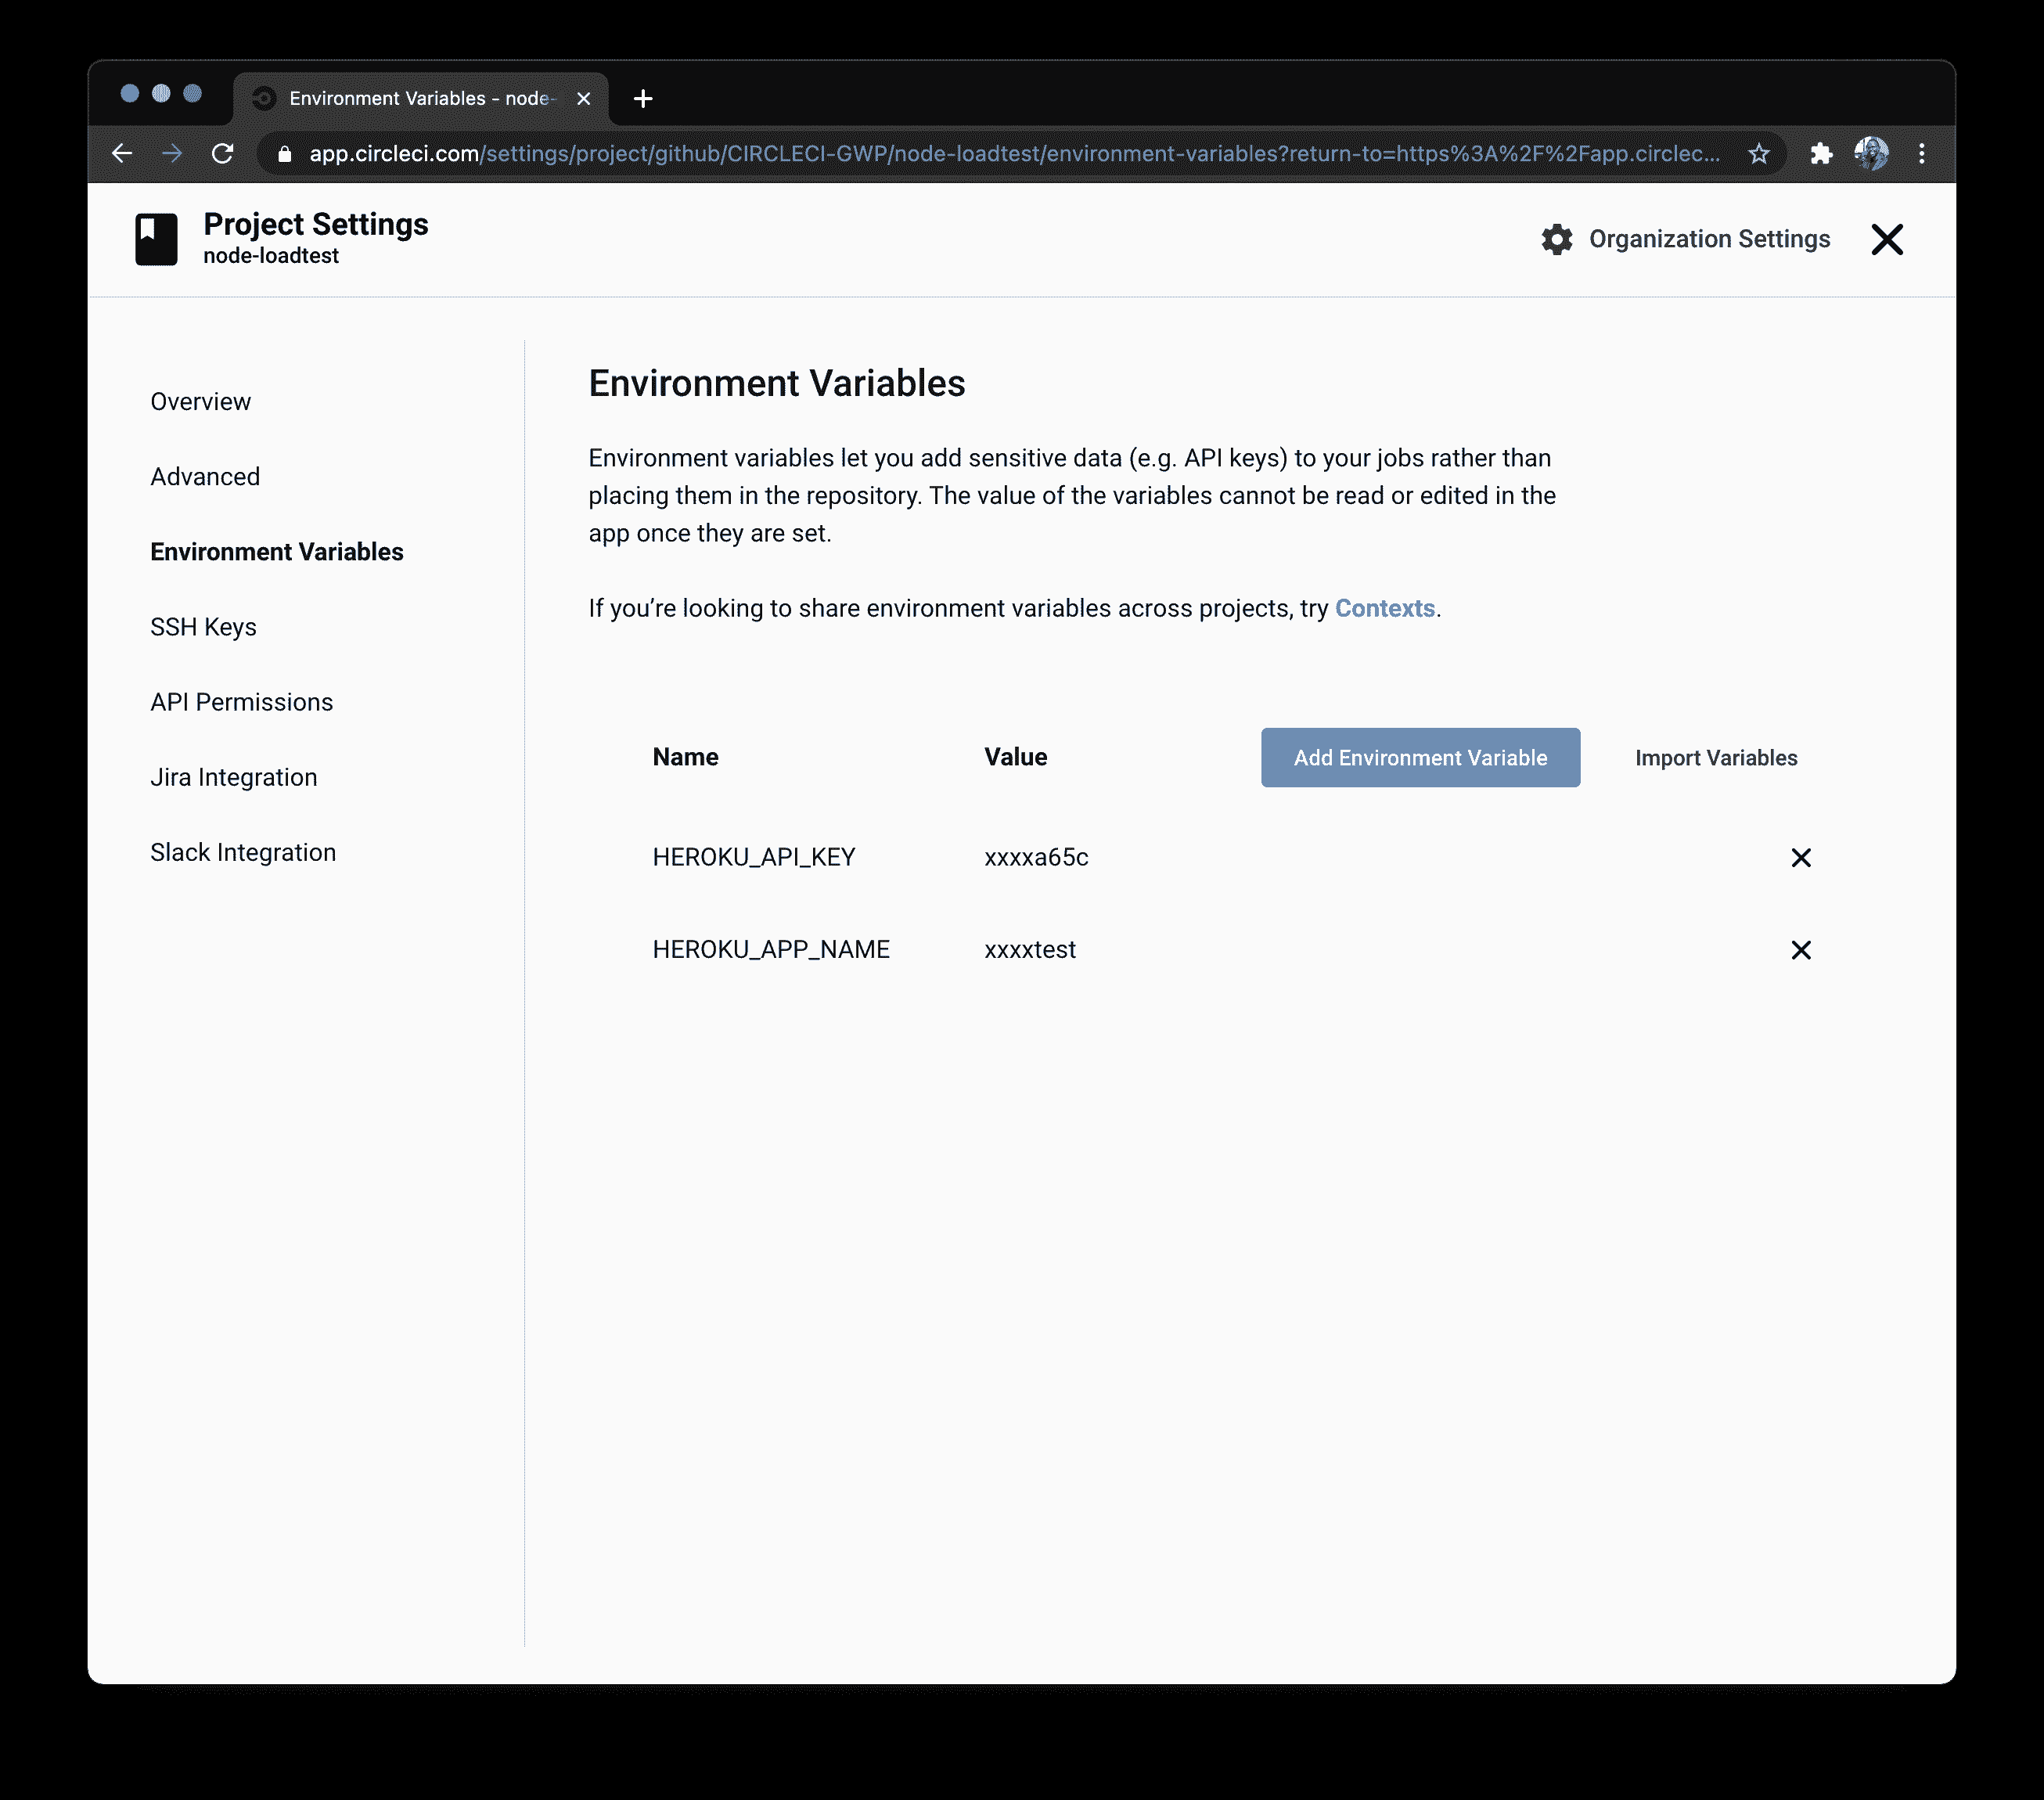 Environment Variables - node-
app.circleci.com/settings/project/github/CIRCLECI-GWP/node-loadtest/environment-variables?return-to=https%3A%2F%2Fapp.circlec...
Project Settings
node-loadtest
Organization Settings
Overview
Advanced
Environment Variables
SSH Keys
API Permissions
Jira Integration
Slack Integration
Environment Variables
Environment variables let you add sensitive data (e.g. API keys) to your jobs rather than
placing them in the repository. The value of the variables cannot be read or edited in the
app once they are set.
If you’re looking to share environment variables across projects, try Contexts.
Name Value Add Environment Variable Import Variables
HEROKU_API_KEY xxxxa65c
HEROKU_APP_NAME xxxxtest